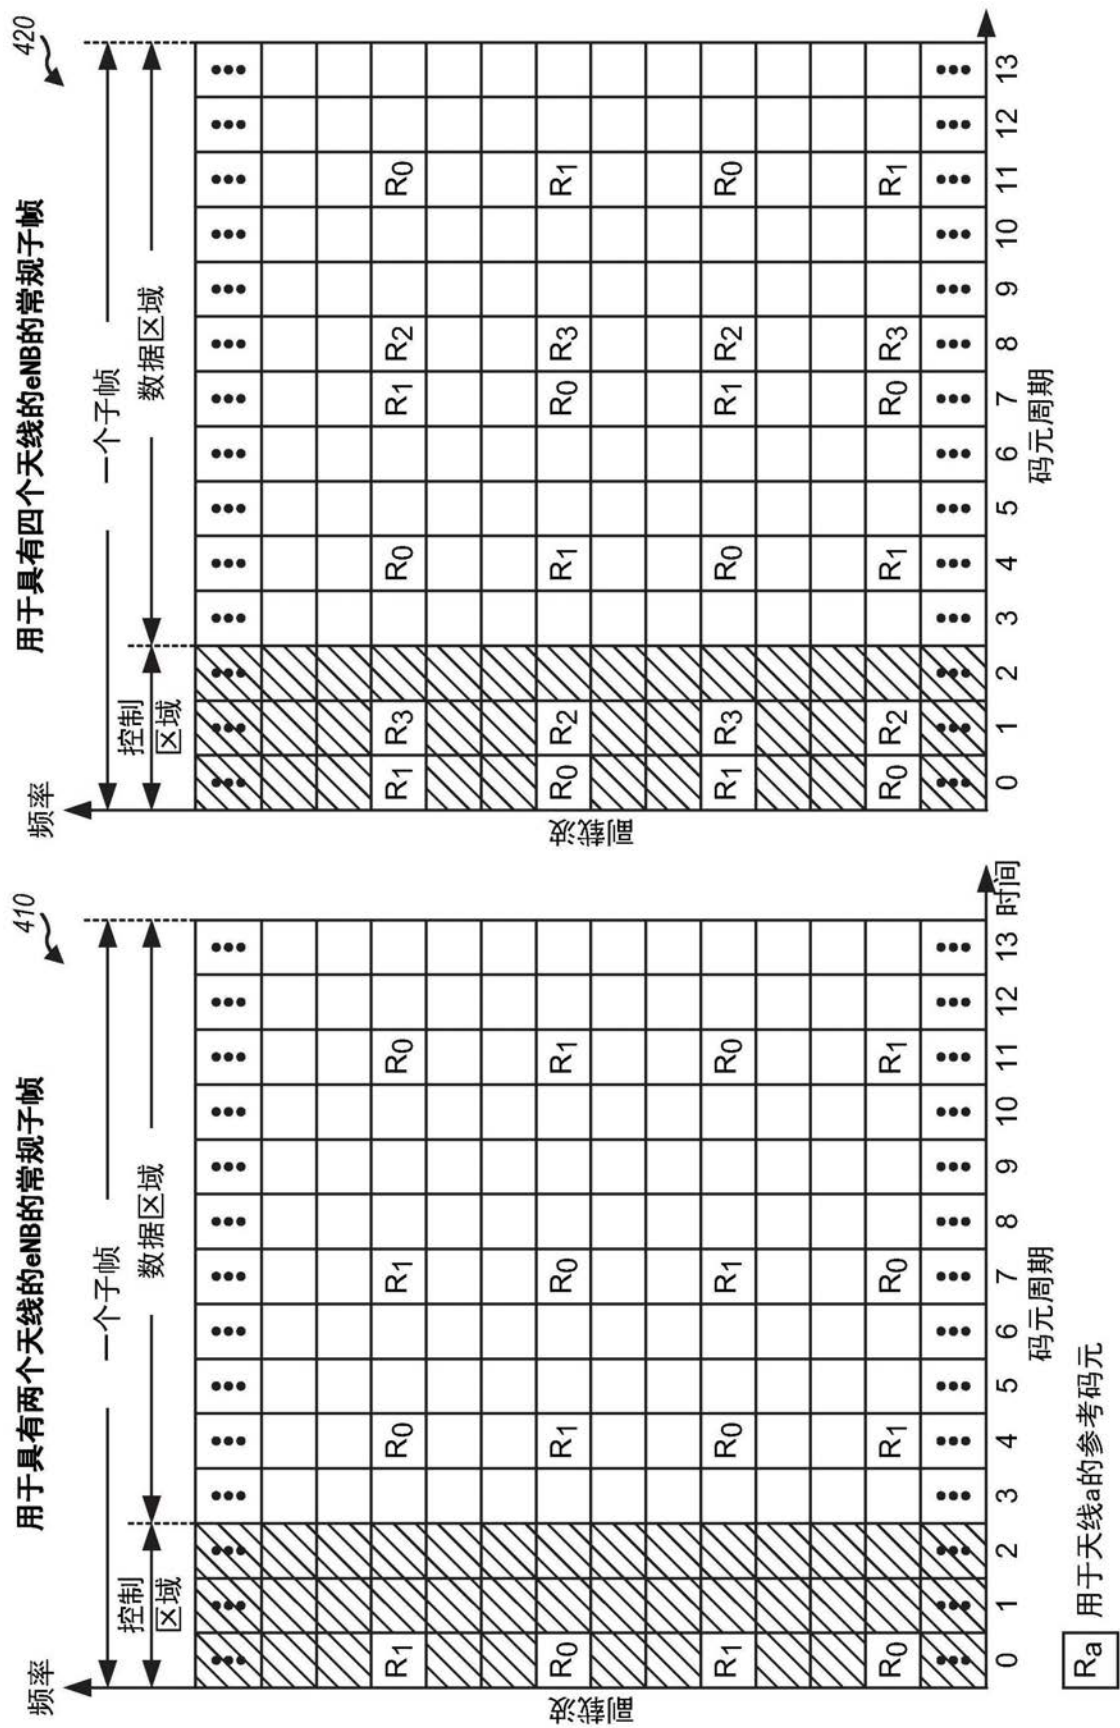 用于具有两个天线的eNB的常规子帧
410
频率
一个子帧
控制
区域
数据区域
副载波
R1 R0 R1 R0
R0 R1 R0 R1
R1 R0 R1 R0
R0 R1 R0 R1
0 1 2 3 4 5 6 7 8 9 10 11 12 13 时间
码元周期
用于具有四个天线的eNB的常规子帧
420
频率
一个子帧
控制
区域
数据区域
副载波
R1 R3 R0 R1 R2 R0
R0 R2 R1 R0 R3 R1
R1 R3 R0 R1 R2 R0
R0 R2 R1 R0 R3 R1
0 1 2 3 4 5 6 7 8 9 10 11 12 13
码元周期
Ra 用于天线a的参考码元